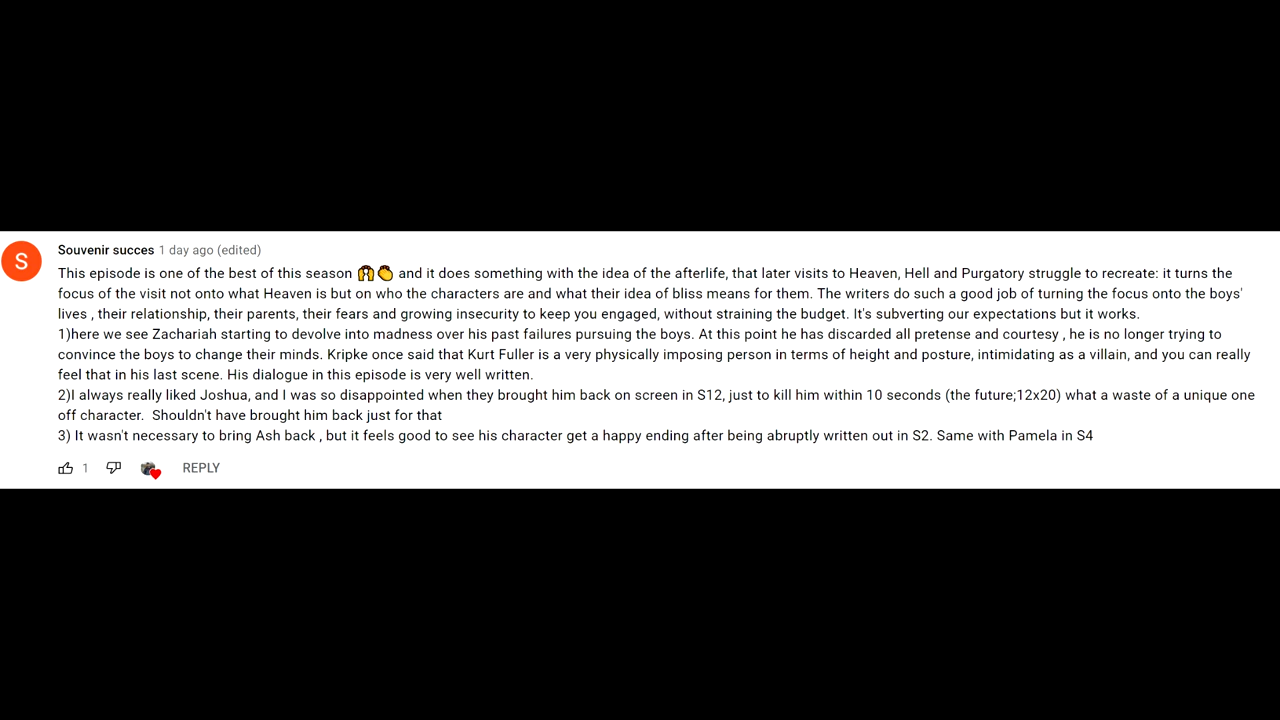 S
Souvenir succes 1 day ago (edited)
This episode is one of the best of this season 🙌👏 and it does something with the idea of the afterlife, that later visits to Heaven, Hell and Purgatory struggle to recreate: it turns the
focus of the visit not onto what Heaven is but on who the characters are and what their idea of bliss means for them. The writers do such a good job of turning the focus onto the boys'
lives , their relationship, their parents, their fears and growing insecurity to keep you engaged, without straining the budget. It's subverting our expectations but it works.
1)here we see Zachariah starting to devolve into madness over his past failures pursuing the boys. At this point he has discarded all pretense and courtesy , he is no longer trying to
convince the boys to change their minds. Kripke once said that Kurt Fuller is a very physically imposing person in terms of height and posture, intimidating as a villain, and you can really
feel that in his last scene. His dialogue in this episode is very well written.
2)I always really liked Joshua, and I was so disappointed when they brought him back on screen in S12, just to kill him within 10 seconds (the future;12x20) what a waste of a unique one
off character.  Shouldn't have brought him back just for that
3) It wasn't necessary to bring Ash back , but it feels good to see his character get a happy ending after being abruptly written out in S2. Same with Pamela in S4
1 REPLY